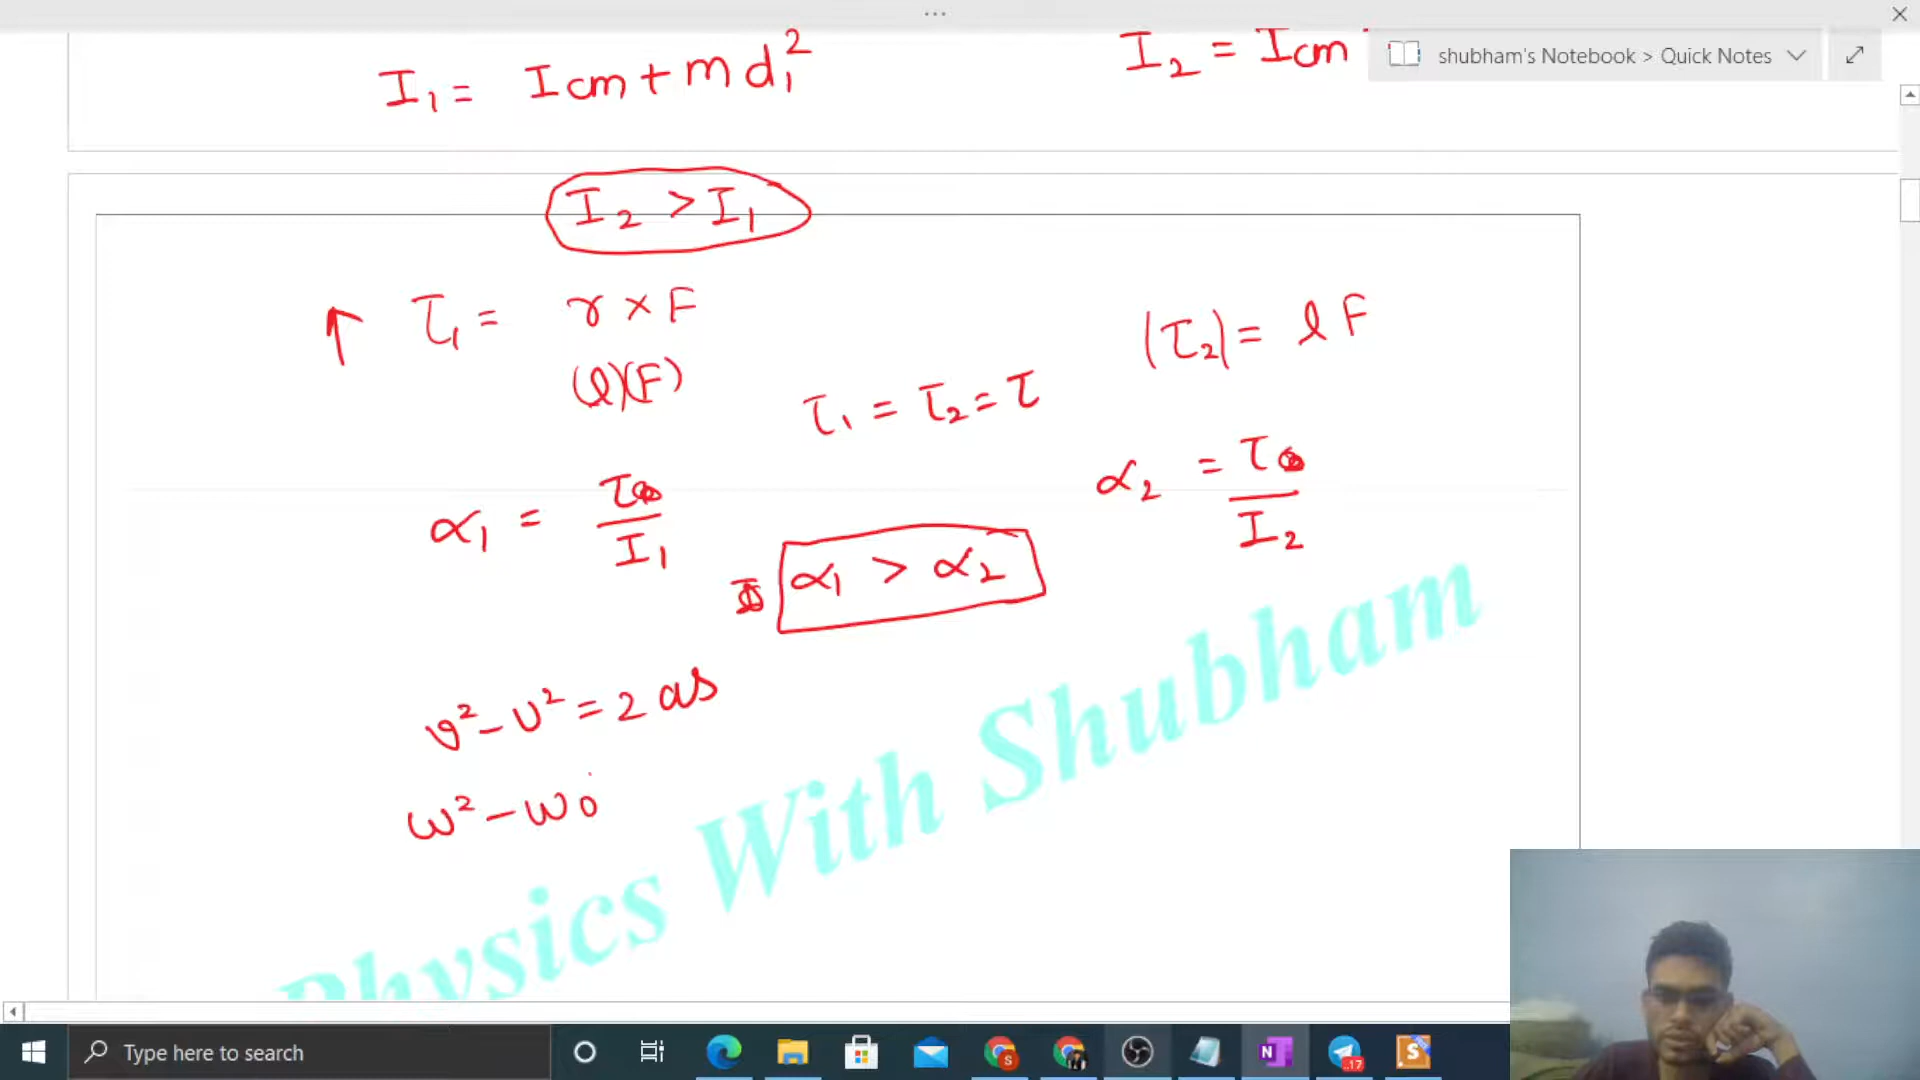 I₁ = Icm + md₁²
I₂ = Icm
shubham's Notebook > Quick Notes
I₂ > I₁
↑ τ₁ = r × F
|τ₂| = l F
(l)(F)
τ₁ = τ₂ = τ
α₁ = τ / I₁
α₂ = τ / I₂
α₁ > α₂
v² - u² = 2as
ω² - ω0
Physics With Shubham
Type here to search
S
N
..17
S